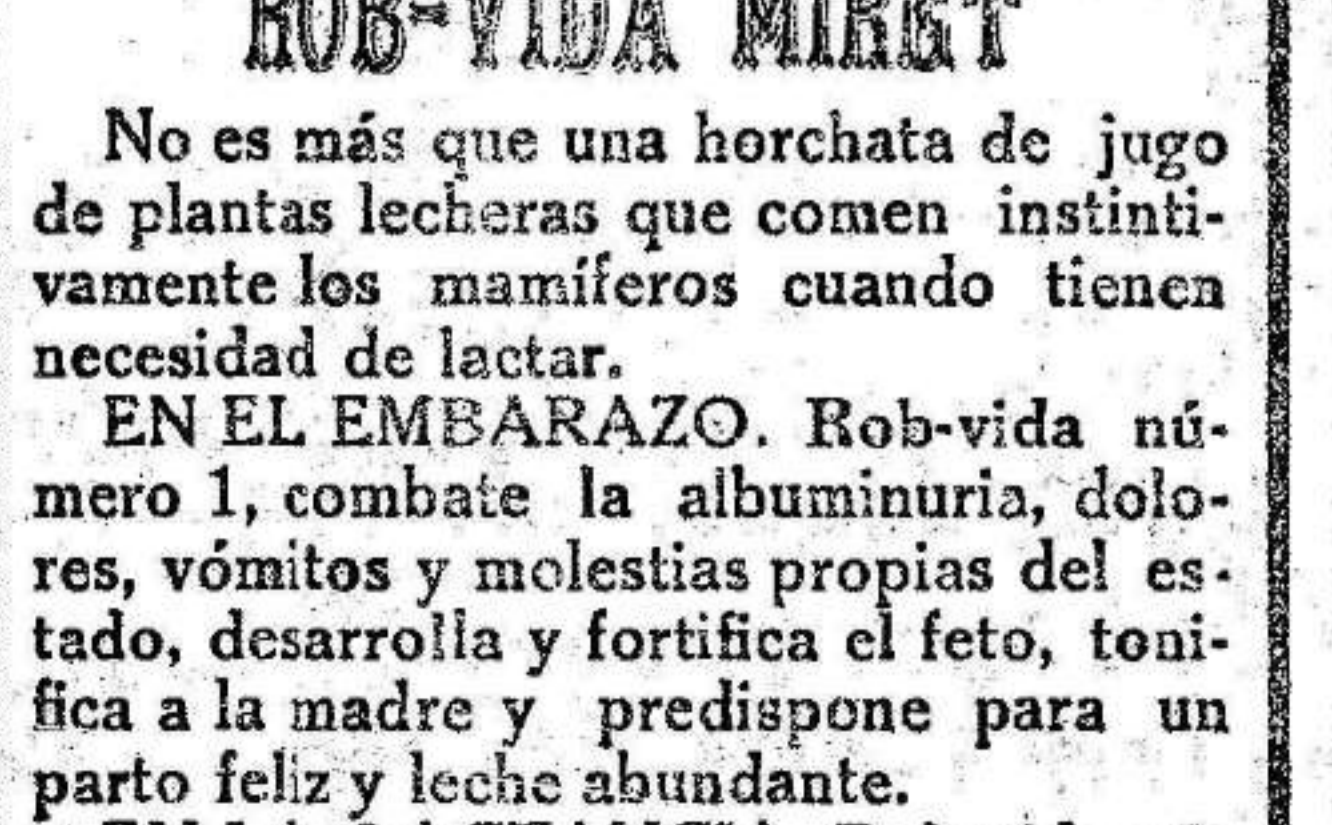 ROB-VIDA MIRET
No es más que una horchata de jugo
de plantas lecheras que comen instinti-
vamente los mamíferos cuando tienen
necesidad de lactar.
EN EL EMBARAZO. Rob-vida nú-
mero 1, combate la albuminuria, dolo-
res, vómitos y molestias propias del es-
tado, desarrolla y fortifica el feto, toni-
fica a la madre y predispone para un
parto feliz y leche abundante.